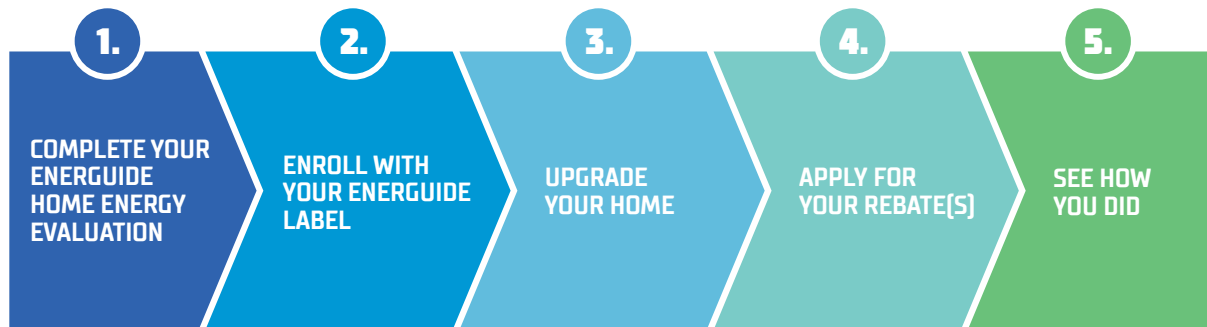 1.
COMPLETE YOUR
ENERGUIDE
HOME ENERGY
EVALUATION
2.
ENROLL WITH
YOUR ENERGUIDE
LABEL
3.
UPGRADE
YOUR HOME
4.
APPLY FOR
YOUR REBATE(S)
5.
SEE HOW
YOU DID